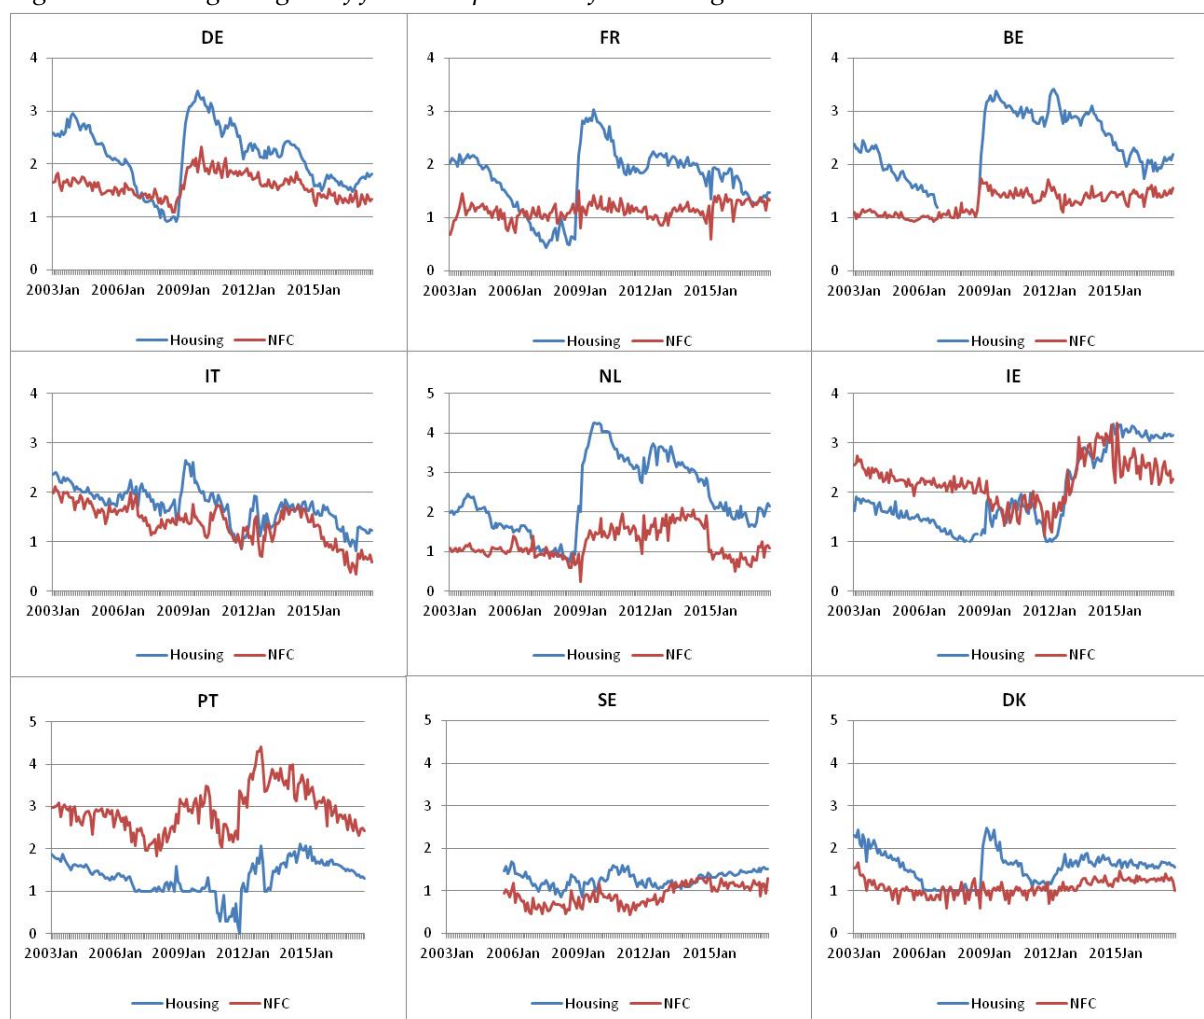 DE FR BE
4 4 4
3 3 3
2 2 2
1 1 1
0 0 0
2003Jan 2006Jan 2009Jan 2012Jan 2015Jan 2003Jan 2006Jan 2009Jan 2012Jan 2015Jan 2003Jan 2006Jan 2009Jan 2012Jan 2015Jan
Housing NFC Housing NFC Housing NFC
IT NL IE
4 5 4
4
3 3
3
2 2
2
1 1
1
0 0 0
2003Jan 2006Jan 2009Jan 2012Jan 2015Jan 2003Jan 2006Jan 2009Jan 2012Jan 2015Jan 2003Jan 2006Jan 2009Jan 2012Jan 2015Jan
Housing NFC Housing NFC Housing NFC
PT SE DK
5 5 5
4 4 4
3 3 3
2 2 2
1 1 1
0 0 0
2003Jan 2006Jan 2009Jan 2012Jan 2015Jan 2003Jan 2006Jan 2009Jan 2012Jan 2015Jan 2003Jan 2006Jan 2009Jan 2012Jan 2015Jan
Housing NFC Housing NFC Housing NFC